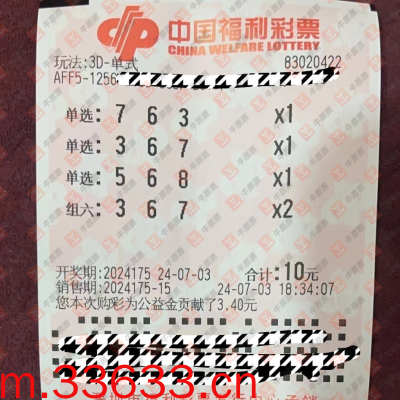 中国福利彩票
CHINA WELFARE LOTTERY
玩法:3D-单式 83020422
AFF5-1256
单选: 7 6 3 x1
单选: 3 6 7 x1
单选: 5 6 8 x1
组六: 3 6 7 x2
开奖期:2024175 24-07-03 合计:10元
销售期:2024175-15 24-07-03 18:34:07
您本次购彩为公益金贡献了3.40元
m.33633.cn